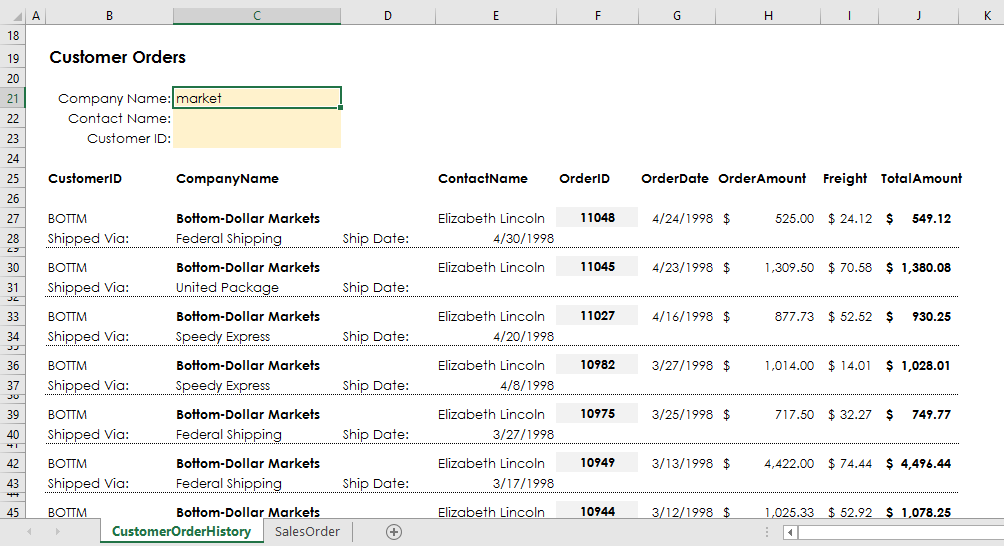 A B C D E F G H I J K
18
19 Customer Orders
20
21 Company Name: market
22 Contact Name:
23 Customer ID:
24
25 CustomerID CompanyName ContactName OrderID OrderDate OrderAmount Freight TotalAmount
26
27 BOTTM Bottom-Dollar Markets Elizabeth Lincoln 11048 4/24/1998 $ 525.00 $ 24.12 $ 549.12
28 Shipped Via: Federal Shipping Ship Date: 4/30/1998
29
30 BOTTM Bottom-Dollar Markets Elizabeth Lincoln 11045 4/23/1998 $ 1,309.50 $ 70.58 $ 1,380.08
31 Shipped Via: United Package Ship Date:
32
33 BOTTM Bottom-Dollar Markets Elizabeth Lincoln 11027 4/16/1998 $ 877.73 $ 52.52 $ 930.25
34 Shipped Via: Speedy Express Ship Date: 4/20/1998
35
36 BOTTM Bottom-Dollar Markets Elizabeth Lincoln 10982 3/27/1998 $ 1,014.00 $ 14.01 $ 1,028.01
37 Shipped Via: Speedy Express Ship Date: 4/8/1998
38
39 BOTTM Bottom-Dollar Markets Elizabeth Lincoln 10975 3/25/1998 $ 717.50 $ 32.27 $ 749.77
40 Shipped Via: Federal Shipping Ship Date: 3/27/1998
41
42 BOTTM Bottom-Dollar Markets Elizabeth Lincoln 10949 3/13/1998 $ 4,422.00 $ 74.44 $ 4,496.44
43 Shipped Via: Federal Shipping Ship Date: 3/17/1998
44
45 BOTTM Bottom-Dollar Markets Elizabeth Lincoln 10944 3/12/1998 $ 1,025.33 $ 52.92 $ 1,078.25
CustomerOrderHistory SalesOrder